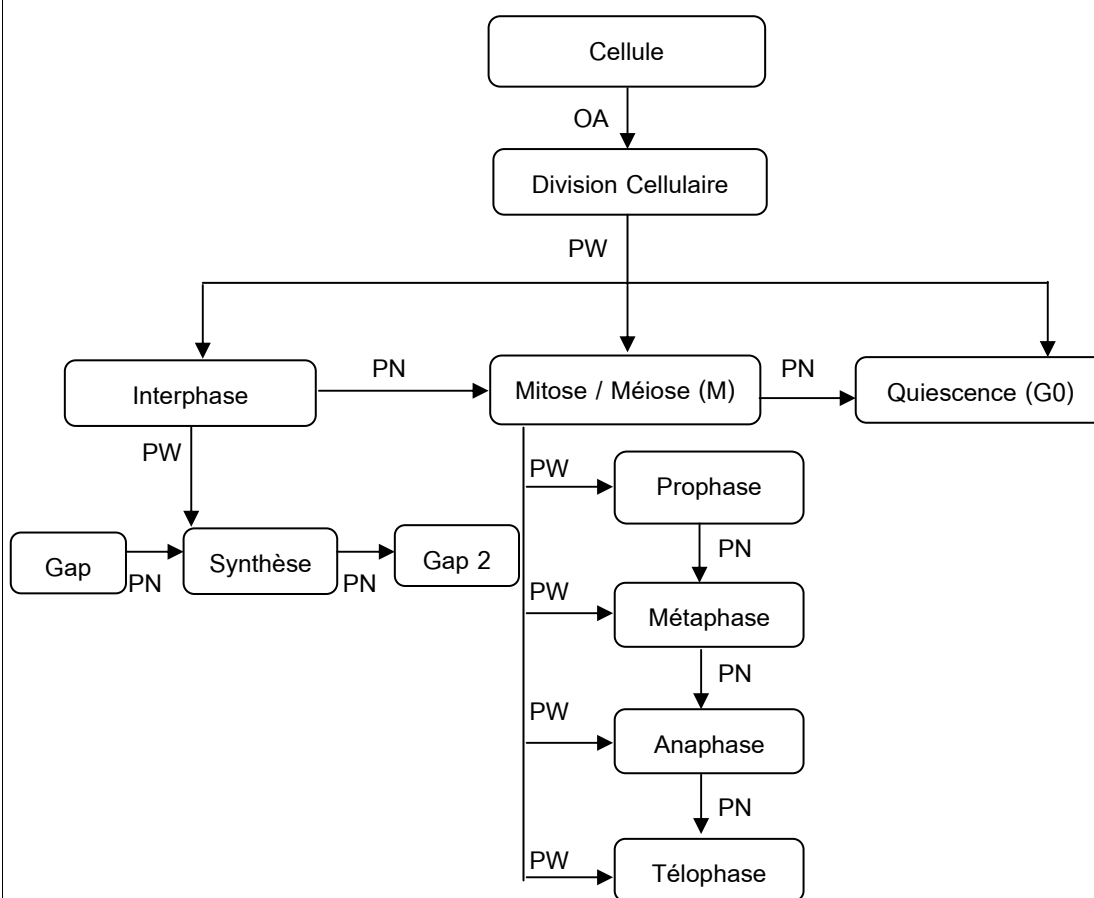 Cellule
OA
Division Cellulaire
PW
Interphase
PN
Mitose / Méiose (M)
PN
Quiescence (G0)
PW
PW
Prophase
Gap
PN
Synthèse
PN
Gap 2
PN
PW
Métaphase
PN
PW
Anaphase
PN
PW
Télophase